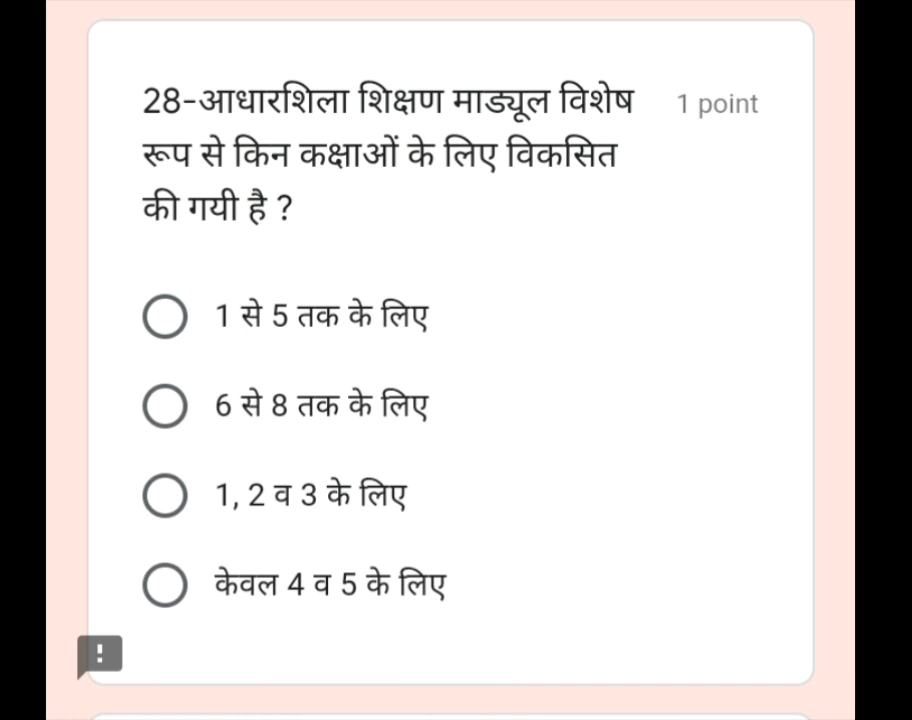 28-आधारशिला शिक्षण माड्यूल विशेष 1 point
रूप से किन कक्षाओं के लिए विकसित
की गयी है ?
1 से 5 तक के लिए
6 से 8 तक के लिए
1, 2 व 3 के लिए
केवल 4 व 5 के लिए